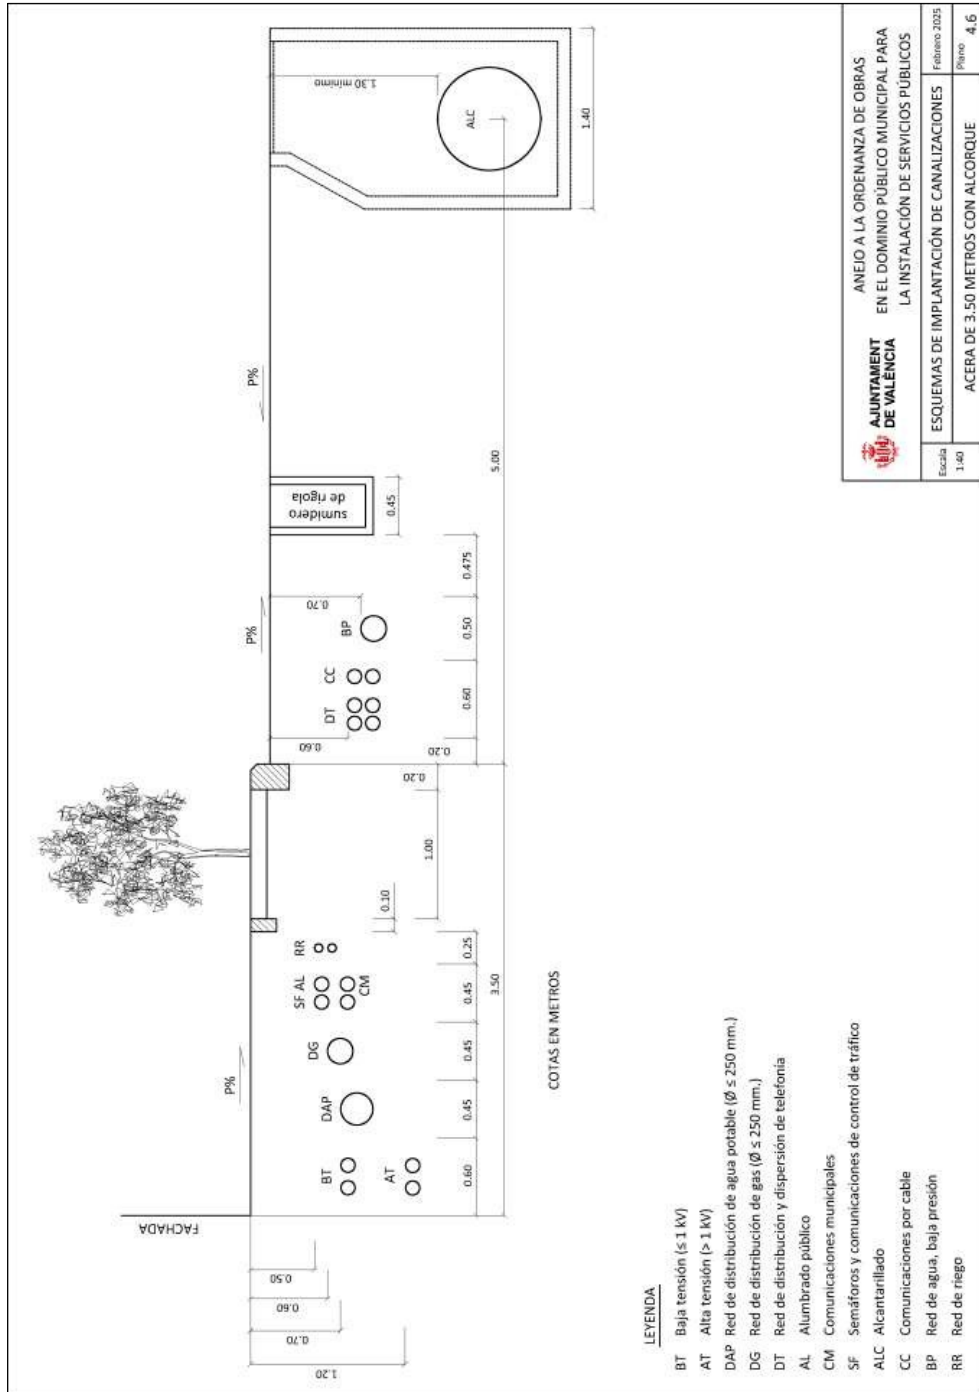 FACHADA
P%
P%
P%
BT
AT
DAP
DG
SF AL
CM
RR
DT
CC
BP
sumidero
de rigola
ALC
1.30 mínimo
0.50
0.60
0.70
1.20
0.60
0.45
0.45
0.45
0.25
0.10
1.00
0.20
0.20
0.60
0.70
0.60
0.50
0.475
0.45
1.40
3.50
5.00
COTAS EN METROS
LEYENDA
BT Baja tensión (≤ 1 kV)
AT Alta tensión (> 1 kV)
DAP Red de distribución de agua potable (Ø ≤ 250 mm.)
DG Red de distribución de gas (Ø ≤ 250 mm.)
DT Red de distribución y dispersión de telefonía
AL Alumbrado público
CM Comunicaciones municipales
SF Semáforos y comunicaciones de control de tráfico
ALC Alcantarillado
CC Comunicaciones por cable
BP Red de agua, baja presión
RR Red de riego
AJUNTAMENT
DE VALÈNCIA
ANEJO A LA ORDENANZA DE OBRAS
EN EL DOMINIO PÚBLICO MUNICIPAL PARA
LA INSTALACIÓN DE SERVICIOS PÚBLICOS
Escala
1:40
ESQUEMAS DE IMPLANTACIÓN DE CANALIZACIONES
Febrero 2025
ACERA DE 3.50 METROS CON ALCORQUE
Plano
4.6